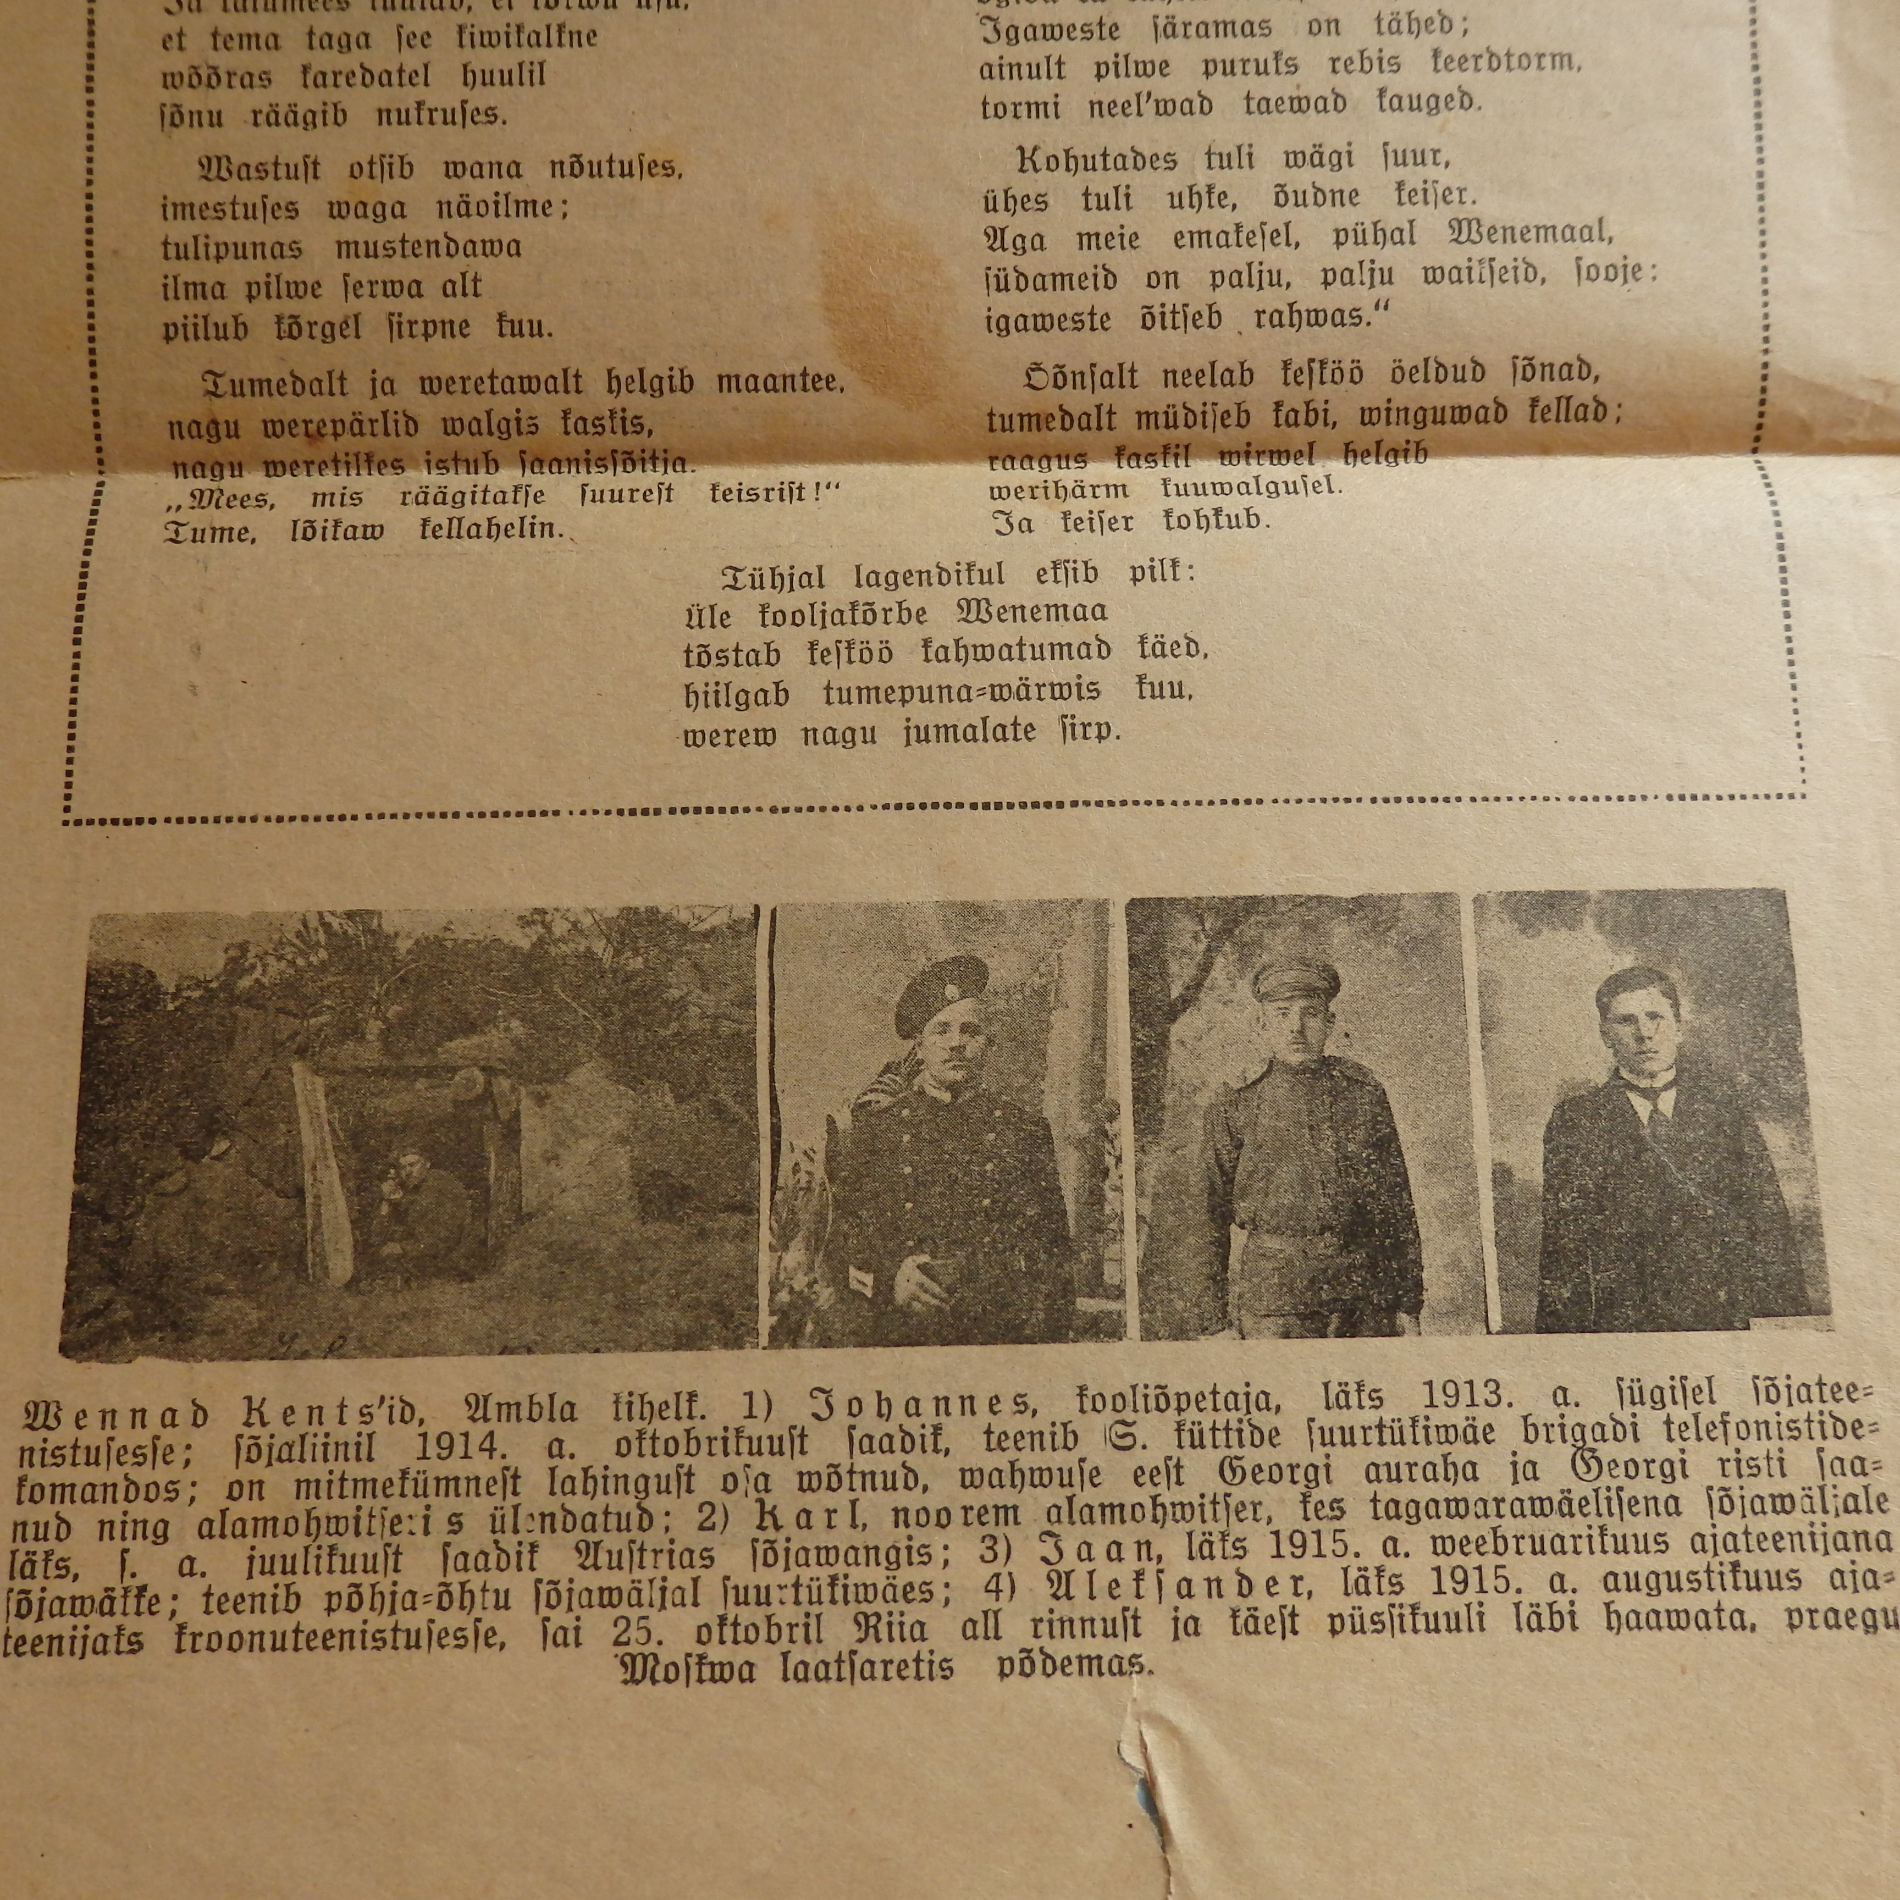 et tema taga see kiwikalkne
wõõras karedatel huulil
sõnu räägib nukruses.
Wastust otsib wana nõutuses,
imestuses waga näoilme;
tulipunas mustendawa
ilma pilwe serwa alt
piilub kõrgel sirpne kuu.
Tumedalt ja weretawalt helgib maantee,
nagu werepärlid walgis kaskis,
nagu weretilkes istub saanissõitja.
„Mees, mis räägitakse suurest keisrist!“
Tume, lõikaw kellahelin.
Igaweste säramas on tähed;
ainult pilwe puruks rebis keerdtorm,
tormi neel'wad taewad kauged.
Kohutades tuli wägi suur,
ühes tuli uhke, õudne keiser.
Aga meie emakesel, pühal Wenemaal,
südameid on palju, palju waikseid, sooje:
igaweste õitseb rahwas.“
Sõnsalt neelab kesköö öeldud sõnad,
tumedalt müdiseb kabi, winguwad kellad;
raagus kaskil wirwel helgib
werihärm kuuwalgusel.
Ja keiser kohkub.
Tühjal lagendikul eksib pilk:
Üle kooljakõrbe Wenemaa
tõstab kesköö kahwatumad käed,
hiilgab tumepuna=wärwis kuu,
werew nagu jumalate sirp.
Wennad Kents'id, Ambla kihelk. 1) Johannes, kooliõpetaja, läks 1913. a. sügisel sõjatee=
nistusesse; sõjaliinil 1914. a. oktobrikuust saadik, teenib S. küttide suurtükiwäe brigadi telefonistide=
komandos; on mitmekümnest lahingust osa wõtnud, wahwuse eest Georgi auraha ja Georgi risti saa=
nud ning alamohwitseris ülendatud; 2) Karl, noorem alamohwitser, kes tagawarawäelisena sõjawäljale
läks, s. a. juulikuust saadik Austrias sõjawangis; 3) Jaan, läks 1915. a. weebruarikuus ajateenijana
sõjawäkke; teenib põhja=õhtu sõjawäljal suurtükiwäes; 4) Aleksander, läks 1915. a. augustikuus aja=
teenijaks kroonuteenistusesse, sai 25. oktobril Riia all rinnust ja käest püssikuuli läbi haawata, praegu
Moskwa laatsaretis põdemas.